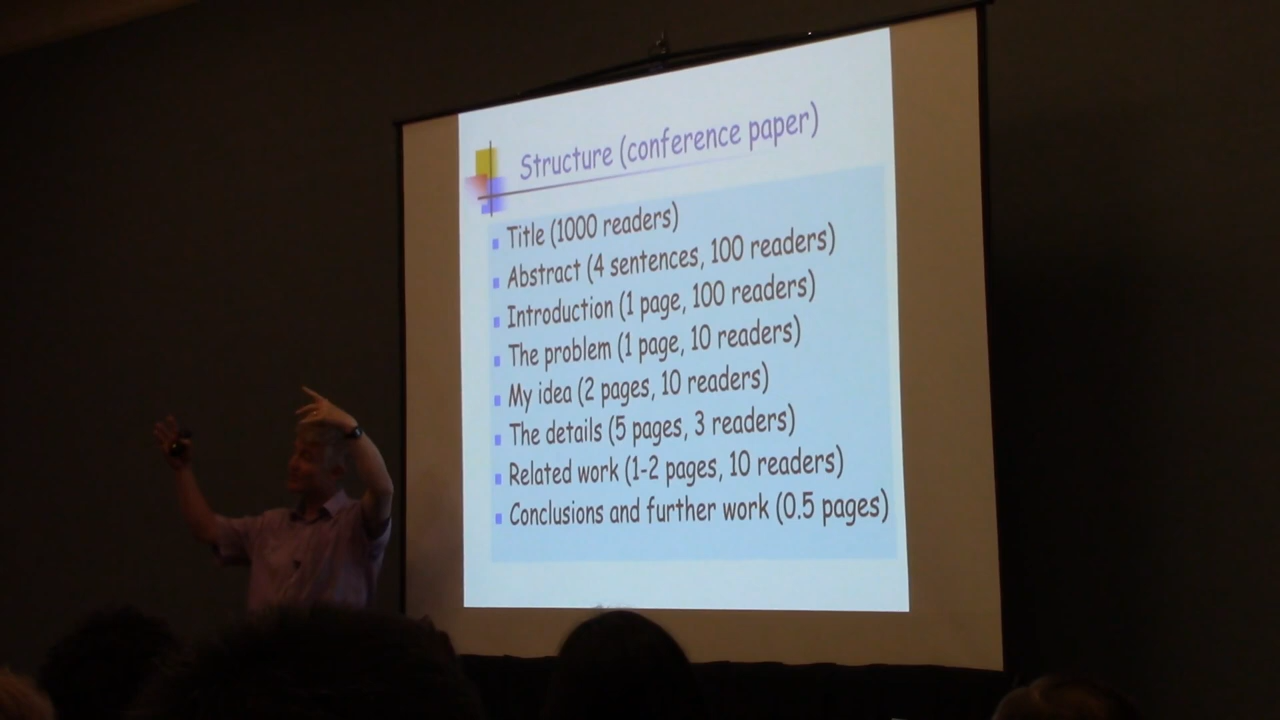 Structure (conference paper)
Title (1000 readers)
Abstract (4 sentences, 100 readers)
Introduction (1 page, 100 readers)
The problem (1 page, 10 readers)
My idea (2 pages, 10 readers)
The details (5 pages, 3 readers)
Related work (1-2 pages, 10 readers)
Conclusions and further work (0.5 pages)